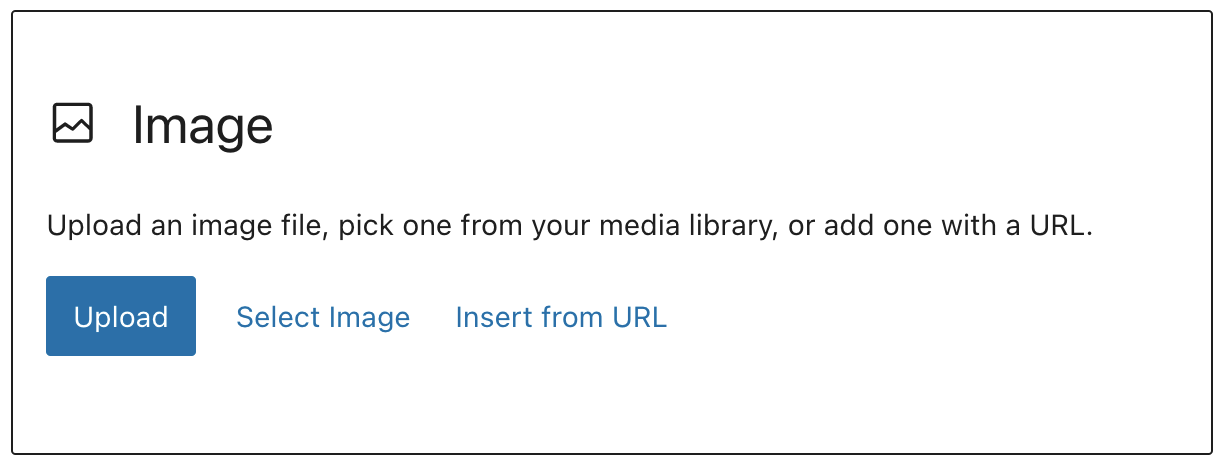 Image
Upload an image file, pick one from your media library, or add one with a URL.
Upload Select Image Insert from URL